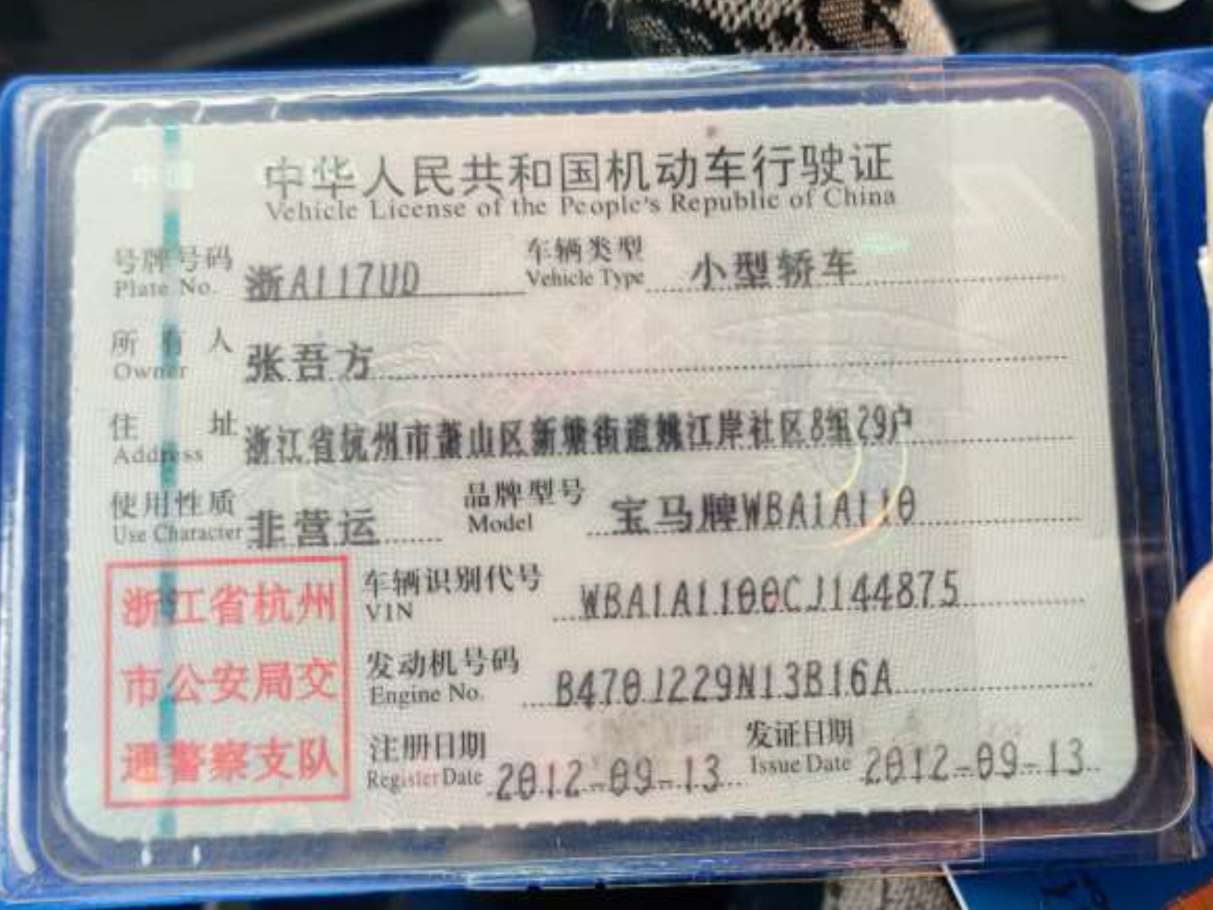 中华人民共和国机动车行驶证
Vehicle License of the People's Republic of China
号牌号码 浙A117UD 车辆类型 小型轿车
Plate No. Vehicle Type
所有人 张吾方
Owner
住址 浙江省杭州市萧山区新塘街道姚江岸社区8组29户
Address
使用性质 非营运 品牌型号 宝马牌WBA1A110
Use Character Model
浙江省杭州 车辆识别代号 WBA1A1100CJ144875
VIN
市公安局交 发动机号码 B470J229N13B16A
Engine No.
通警察支队 注册日期 2012-09-13 发证日期 2012-09-13
Register Date Issue Date